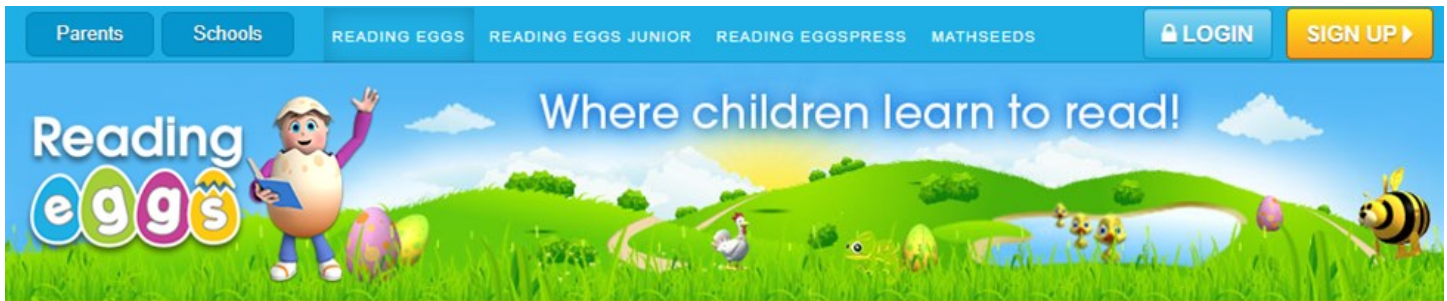 Parents Schools READING EGGS READING EGGS JUNIOR READING EGGSPRESS MATHSEEDS LOGIN SIGN UP
Where children learn to read!
Reading
eggs